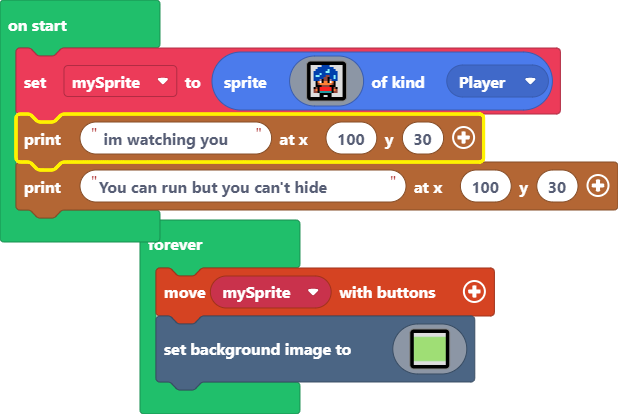 on start
set mySprite to sprite of kind Player
print " im watching you " at x 100 y 30
print "You can run but you can't hide " at x 100 y 30
forever
move mySprite with buttons
set background image to